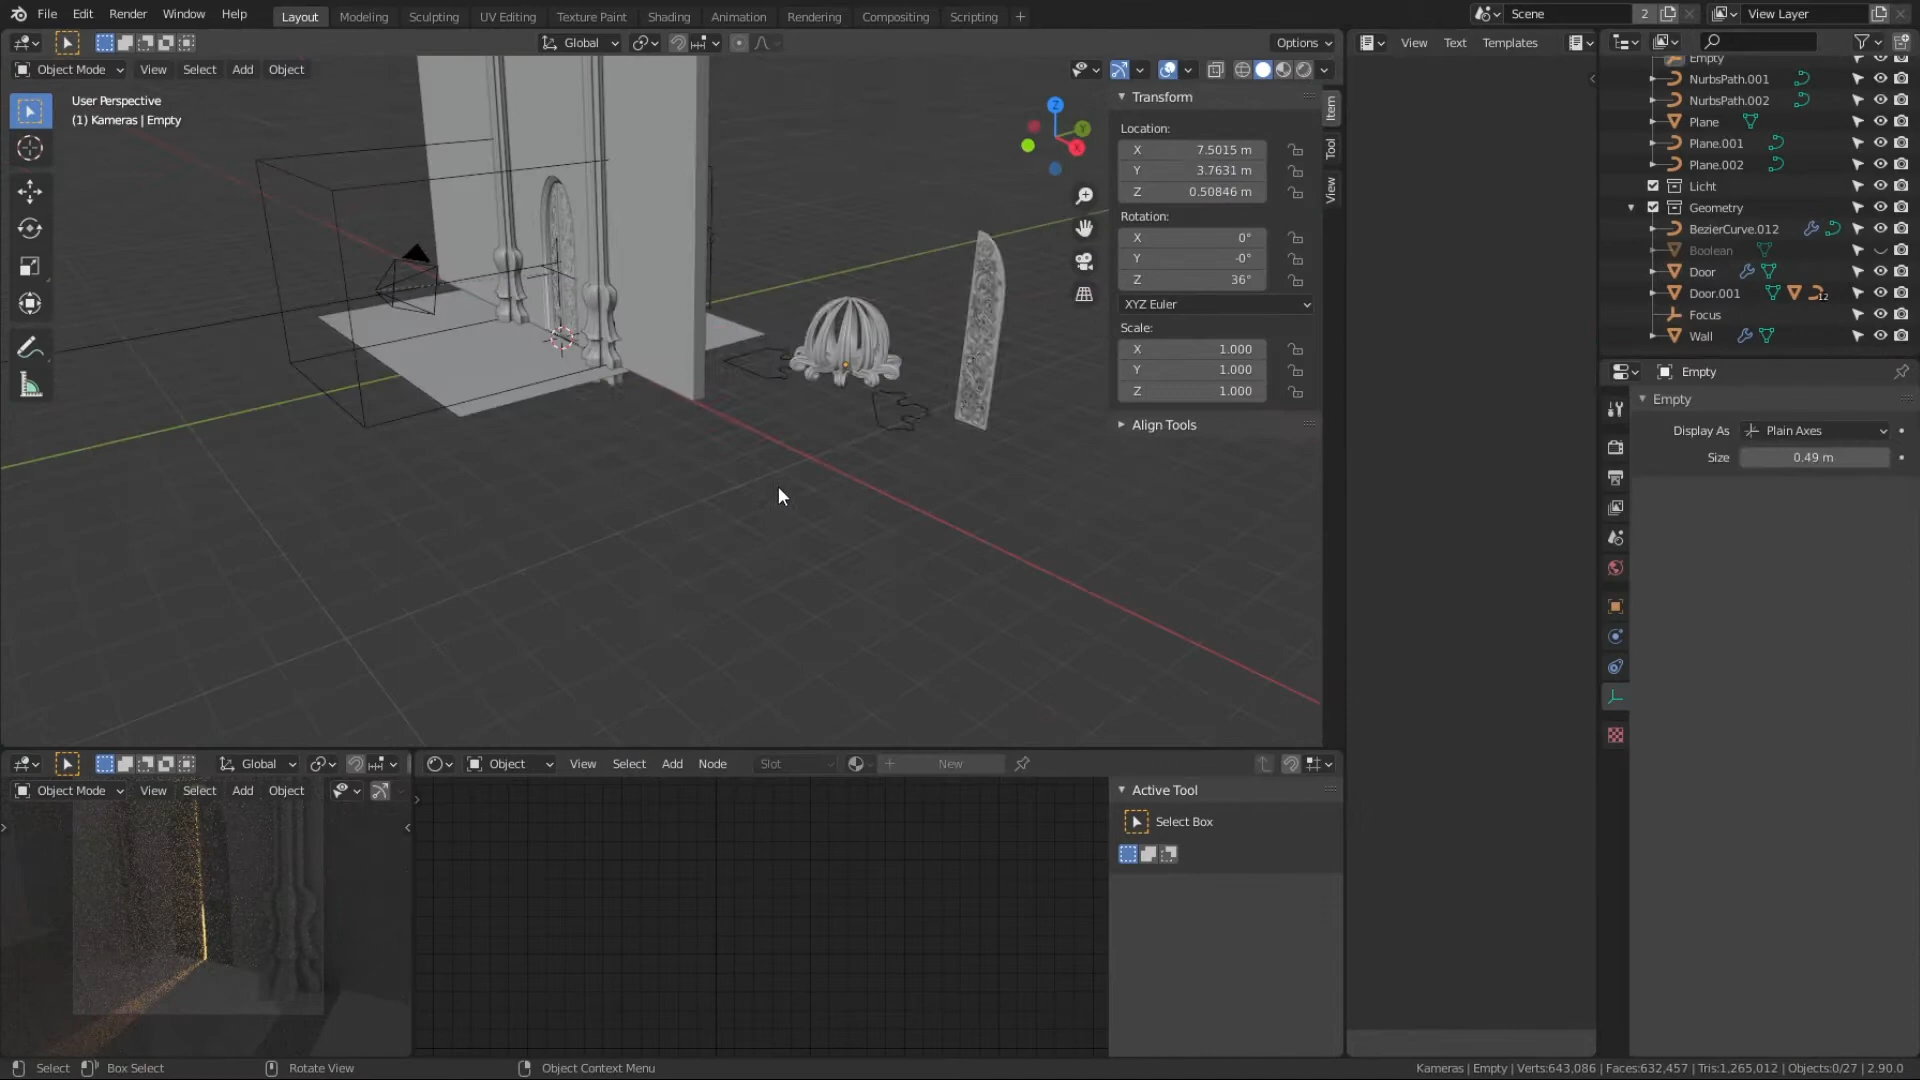 File Edit Render Window Help Layout Modeling Sculpting UV Editing Texture Paint Shading Animation Rendering Compositing Scripting + Scene 2 View Layer
Global Options View Text Templates
Object Mode View Select Add Object
User Perspective
(1) Kameras | Empty
Z
Y
X
Transform
Location:
X 7.5015 m
Y 3.7631 m
Z 0.50846 m
Rotation:
X 0°
Y -0°
Z 36°
XYZ Euler
Scale:
X 1.000
Y 1.000
Z 1.000
Align Tools
Item
Tool
View
Empty
NurbsPath.001
NurbsPath.002
Plane
Plane.001
Plane.002
Licht
Geometry
BezierCurve.012
Boolean
Door
Door.001 12
Focus
Wall
Empty
Empty
Display As Plain Axes
Size 0.49 m
Global Object View Select Add Node Slot New
Object Mode View Select Add Object
Active Tool
Select Box
Select Box Select Rotate View Object Context Menu Kameras | Empty | Verts:643,086 | Faces:632,457 | Tris:1,265,012 | Objects:0/27 | 2.90.0